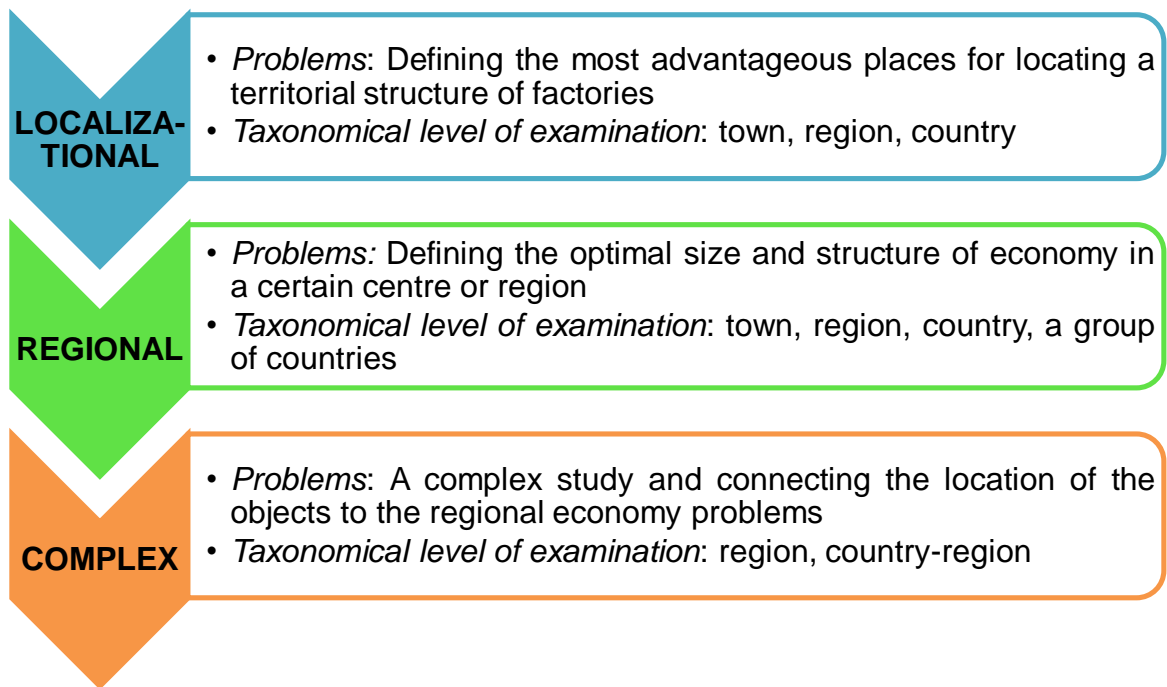 LOCALIZA-
TIONAL
• Problems: Defining the most advantageous places for locating a
territorial structure of factories
• Taxonomical level of examination: town, region, country
REGIONAL
• Problems: Defining the optimal size and structure of economy in
a certain centre or region
• Taxonomical level of examination: town, region, country, a group
of countries
COMPLEX
• Problems: A complex study and connecting the location of the
objects to the regional economy problems
• Taxonomical level of examination: region, country-region